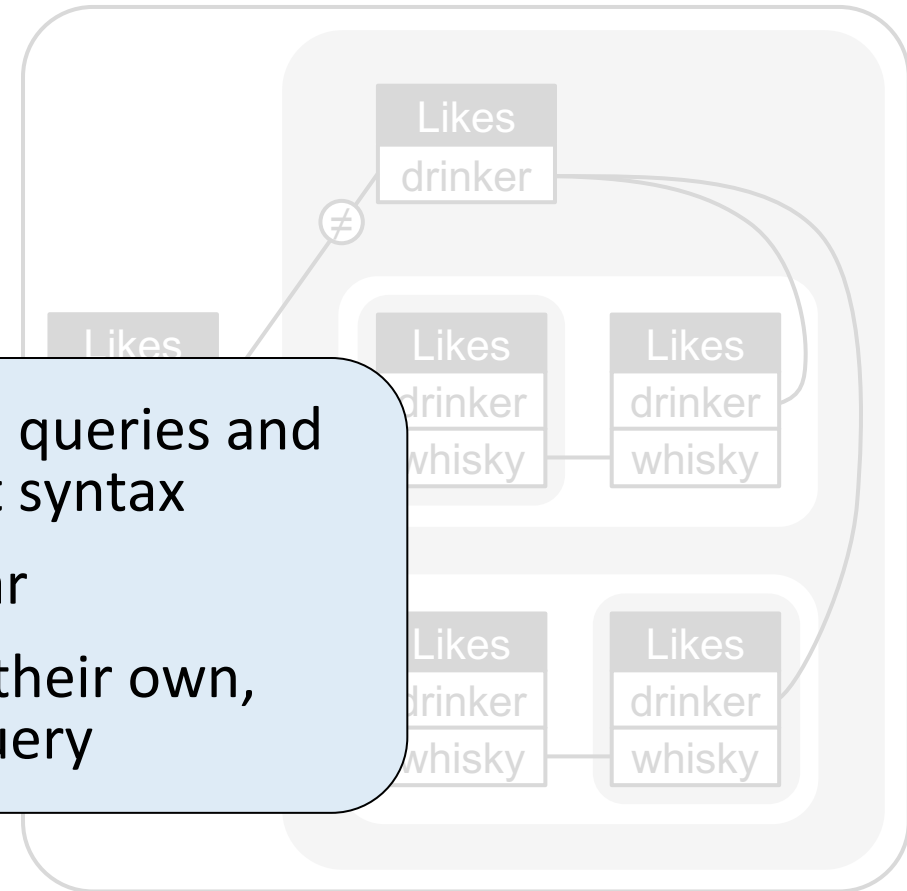 Likes
drinker
≠
Likes
Likes
Likes
drinker
drinker
whisky
whisky
queries and
syntax
their own,
Likes
Likes
drinker
drinker
whisky
whisky